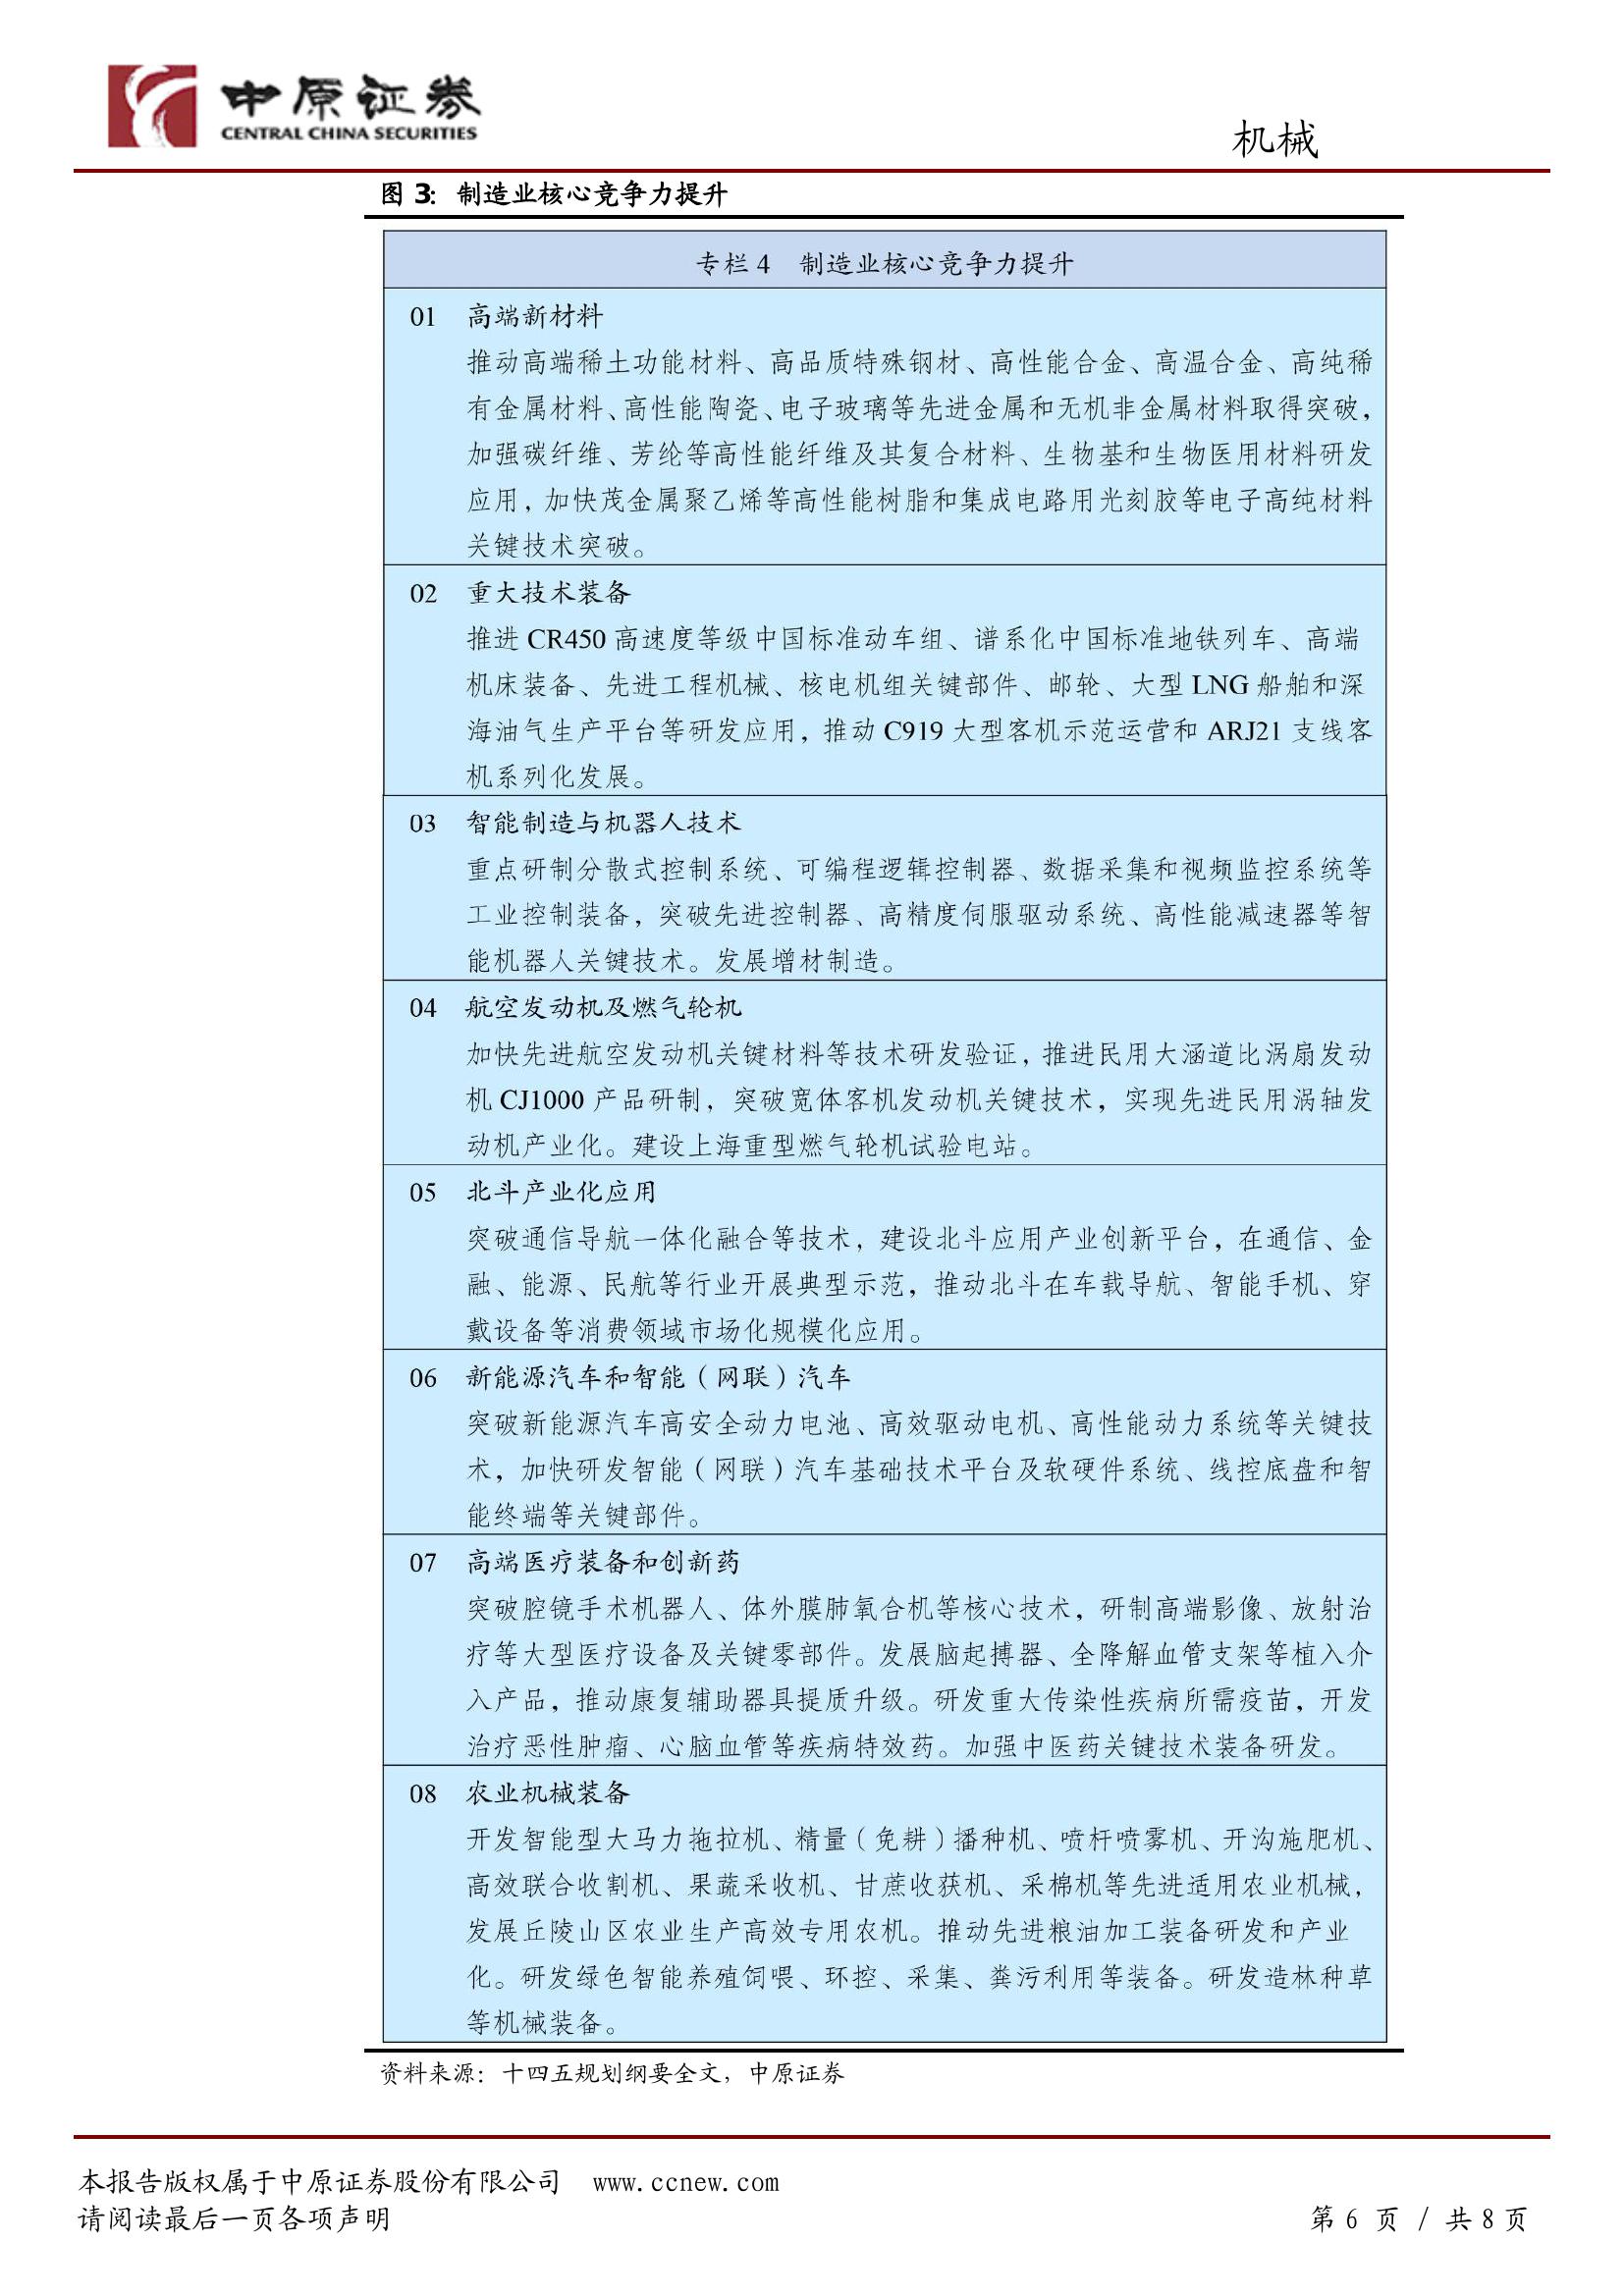 中原证券
CENTRAL CHINA SECURITIES
机械
图 3: 制造业核心竞争力提升
专栏 4 制造业核心竞争力提升
01 高端新材料
推动高端稀土功能材料、高品质特殊钢材、高性能合金、高温合金、高纯稀
有金属材料、高性能陶瓷、电子玻璃等先进金属和无机非金属材料取得突破，
加强碳纤维、芳纶等高性能纤维及其复合材料、生物基和生物医用材料研发
应用，加快茂金属聚乙烯等高性能树脂和集成电路用光刻胶等电子高纯材料
关键技术突破。
02 重大技术装备
推进 CR450 高速度等级中国标准动车组、谱系化中国标准地铁列车、高端
机床装备、先进工程机械、核电机组关键部件、邮轮、大型 LNG 船舶和深
海油气生产平台等研发应用，推动 C919 大型客机示范运营和 ARJ21 支线客
机系列化发展。
03 智能制造与机器人技术
重点研制分散式控制系统、可编程逻辑控制器、数据采集和视频监控系统等
工业控制装备，突破先进控制器、高精度伺服驱动系统、高性能减速器等智
能机器人关键技术。发展增材制造。
04 航空发动机及燃气轮机
加快先进航空发动机关键材料等技术研发验证，推进民用大涵道比涡扇发动
机 CJ1000 产品研制，突破宽体客机发动机关键技术，实现先进民用涡轴发
动机产业化。建设上海重型燃气轮机试验电站。
05 北斗产业化应用
突破通信导航一体化融合等技术，建设北斗应用产业创新平台，在通信、金
融、能源、民航等行业开展典型示范，推动北斗在车载导航、智能手机、穿
戴设备等消费领域市场化规模化应用。
06 新能源汽车和智能（网联）汽车
突破新能源汽车高安全动力电池、高效驱动电机、高性能动力系统等关键技
术，加快研发智能（网联）汽车基础技术平台及软硬件系统、线控底盘和智
能终端等关键部件。
07 高端医疗装备和创新药
突破腔镜手术机器人、体外膜肺氧合机等核心技术，研制高端影像、放射治
疗等大型医疗设备及关键零部件。发展脑起搏器、全降解血管支架等植入介
入产品，推动康复辅助器具提质升级。研发重大传染性疾病所需疫苗，开发
治疗恶性肿瘤、心脑血管等疾病特效药。加强中医药关键技术装备研发。
08 农业机械装备
开发智能型大马力拖拉机、精量（免耕）播种机、喷杆喷雾机、开沟施肥机、
高效联合收割机、果蔬采收机、甘蔗收获机、采棉机等先进适用农业机械，
发展丘陵山区农业生产高效专用农机。推动先进粮油加工装备研发和产业
化。研发绿色智能养殖饲喂、环控、采集、粪污利用等装备。研发造林种草
等机械装备。
资料来源：十四五规划纲要全文，中原证券
本报告版权属于中原证券股份有限公司 www.ccnew.com
请阅读最后一页各项声明
第 6 页 / 共 8 页